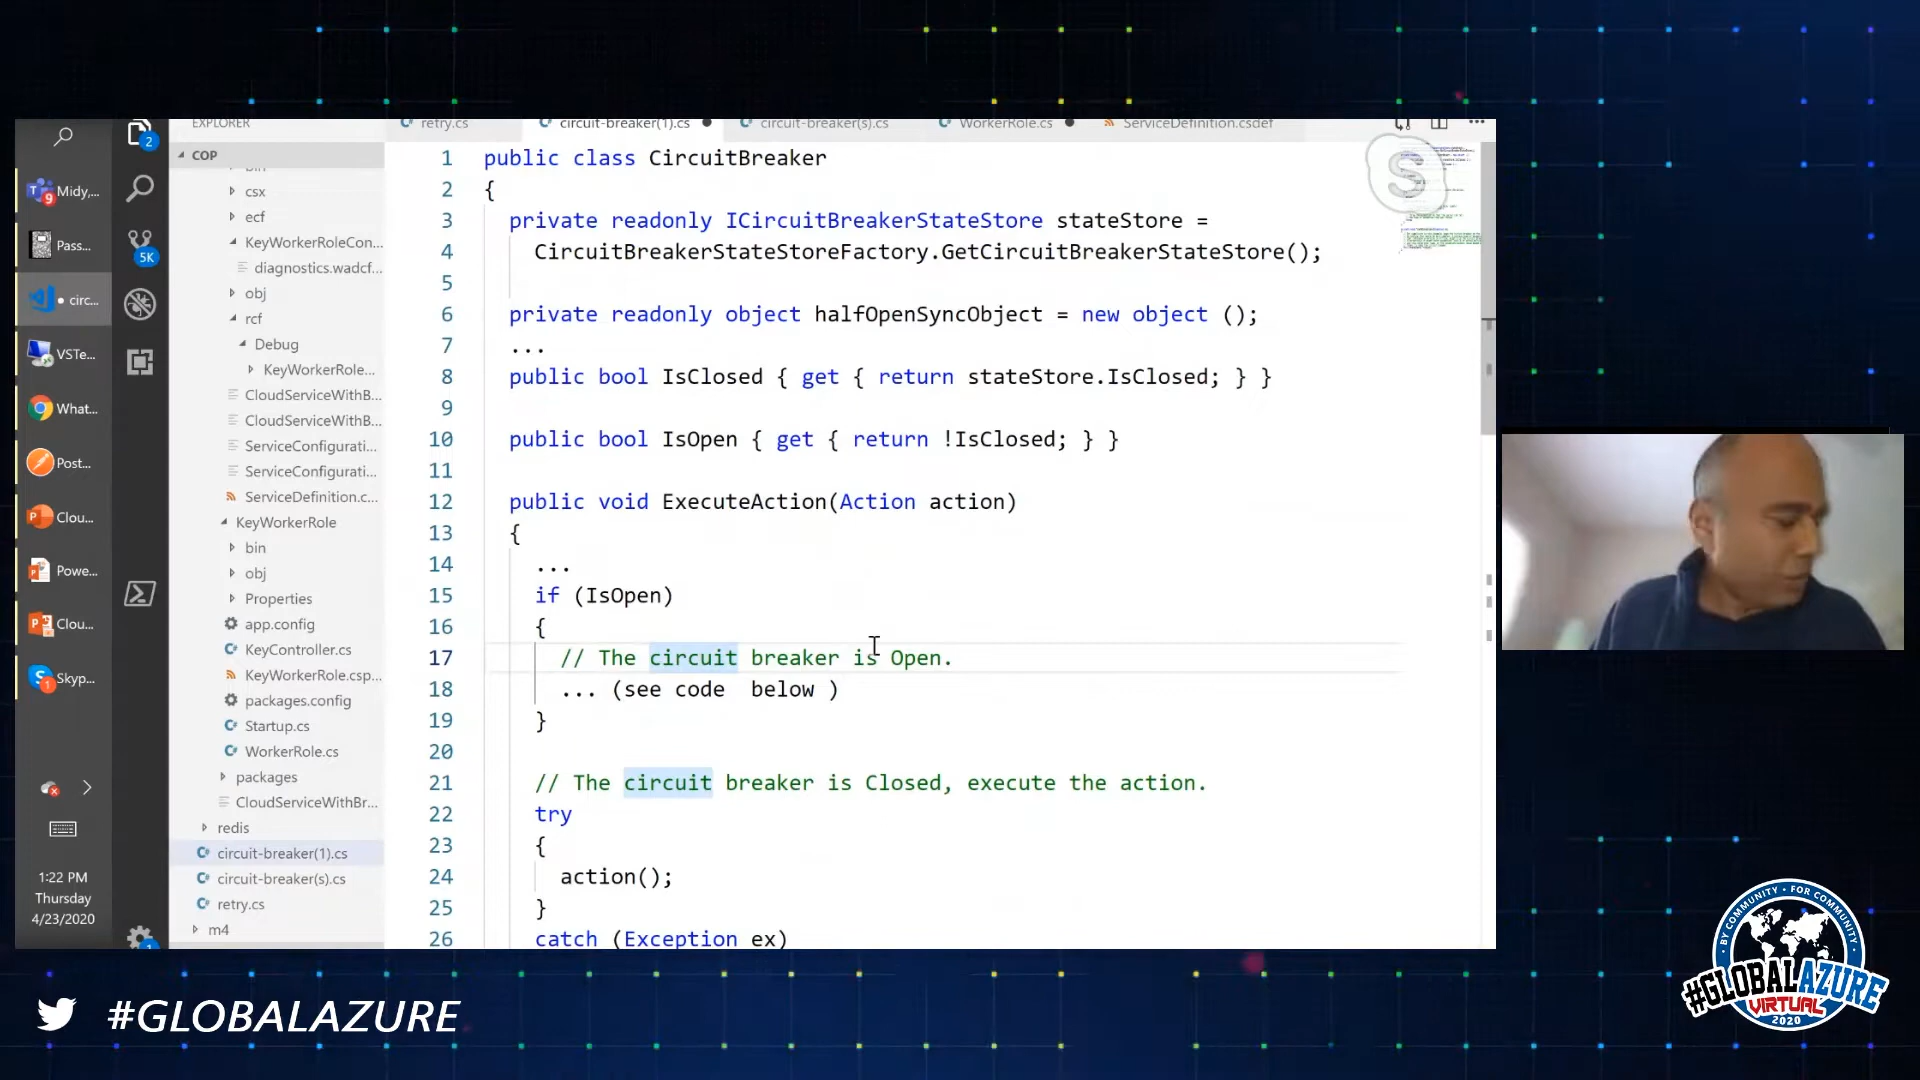 Midy,...
9
Pass...
circ...
VSTe...
What...
Post...
Clou...
Powe...
Clou...
Skyp...
1
1:22 PM
Thursday
4/23/2020
2
5K
EXPLORER
COP
csx
ecf
KeyWorkerRoleCon...
diagnostics.wadcf...
obj
rcf
Debug
KeyWorkerRole...
CloudServiceWithB...
CloudServiceWithB...
ServiceConfigurati...
ServiceConfigurati...
ServiceDefinition.c...
KeyWorkerRole
bin
obj
Properties
app.config
KeyController.cs
KeyWorkerRole.csp...
packages.config
Startup.cs
WorkerRole.cs
packages
CloudServiceWithBr...
redis
circuit-breaker(1).cs
circuit-breaker(s).cs
retry.cs
m4
retry.cs circuit-breaker(1).cs circuit-breaker(s).cs WorkerRole.cs ServiceDefinition.csdef
1 public class CircuitBreaker
2 {
3 private readonly ICircuitBreakerStateStore stateStore =
4 CircuitBreakerStateStoreFactory.GetCircuitBreakerStateStore();
5
6 private readonly object halfOpenSyncObject = new object ();
7 ...
8 public bool IsClosed { get { return stateStore.IsClosed; } }
9
10 public bool IsOpen { get { return !IsClosed; } }
11
12 public void ExecuteAction(Action action)
13 {
14 ...
15 if (IsOpen)
16 {
17 // The circuit breaker is Open.
18 ... (see code below )
19 }
20
21 // The circuit breaker is Closed, execute the action.
22 try
23 {
24 action();
25 }
26 catch (Exception ex)
#GLOBALAZURE
BY COMMUNITY • FOR COMMUNITY
#GLOBALAZURE
VIRTUAL
2020